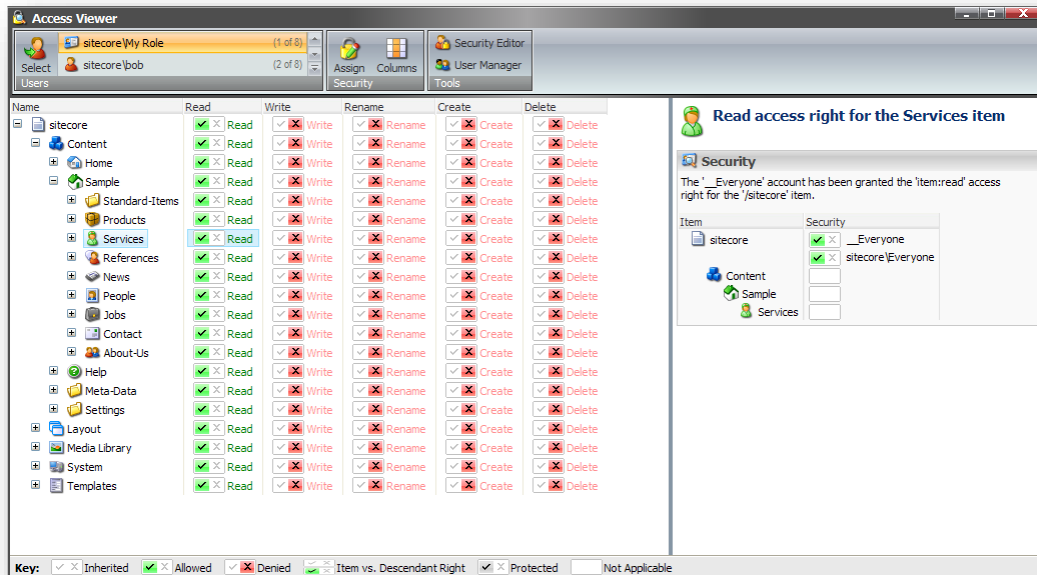 Access Viewer
sitecore\My Role (1 of 8)
sitecore\bob (2 of 8)
Select
Users
Assign Columns
Security
Security Editor
User Manager
Tools
Name Read Write Rename Create Delete
sitecore Read Write Rename Create Delete
Content Read Write Rename Create Delete
Home Read Write Rename Create Delete
Sample Read Write Rename Create Delete
Standard-Items Read Write Rename Create Delete
Products Read Write Rename Create Delete
Services Read Write Rename Create Delete
References Read Write Rename Create Delete
News Read Write Rename Create Delete
People Read Write Rename Create Delete
Jobs Read Write Rename Create Delete
Contact Read Write Rename Create Delete
About-Us Read Write Rename Create Delete
Help Read Write Rename Create Delete
Meta-Data Read Write Rename Create Delete
Settings Read Write Rename Create Delete
Layout Read Write Rename Create Delete
Media Library Read Write Rename Create Delete
System Read Write Rename Create Delete
Templates Read Write Rename Create Delete
Read access right for the Services item
Security
The '__Everyone' account has been granted the 'item:read' access
right for the '/sitecore' item.
Item Security
sitecore __Everyone
sitecore\Everyone
Content
Sample
Services
Key: Inherited Allowed Denied Item vs. Descendant Right Protected Not Applicable